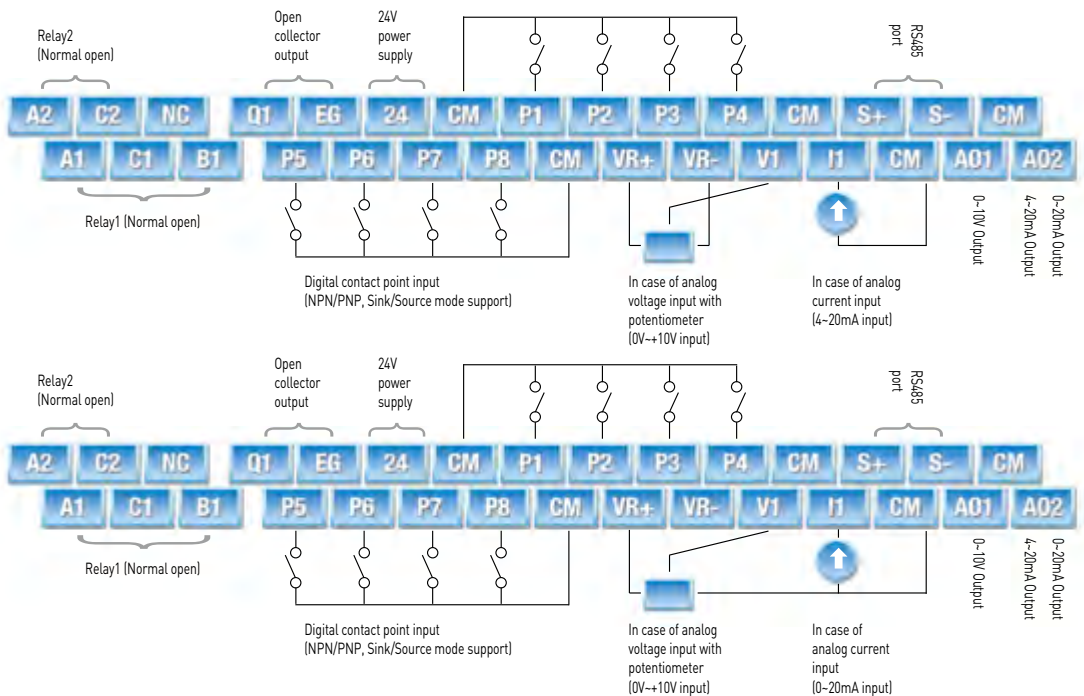 Relay2
(Normal open)
Open
collector
output
24V
power
supply
RS485
port
A2 C2 NC Q1 EG 24 CM P1 P2 P3 P4 CM S+ S- CM
A1 C1 B1 P5 P6 P7 P8 CM VR+ VR- V1 I1 CM AO1 AO2
Relay1 (Normal open)
Digital contact point input
(NPN/PNP, Sink/Source mode support)
In case of analog
voltage input with
potentiometer
(0V~+10V input)
In case of analog
current input
(4~20mA input)
0~10V Output
4~20mA Output
0~20mA Output
Relay2
(Normal open)
Open
collector
output
24V
power
supply
RS485
port
A2 C2 NC Q1 EG 24 CM P1 P2 P3 P4 CM S+ S- CM
A1 C1 B1 P5 P6 P7 P8 CM VR+ VR- V1 I1 CM AO1 AO2
Relay1 (Normal open)
Digital contact point input
(NPN/PNP, Sink/Source mode support)
In case of analog
voltage input with
potentiometer
(0V~+10V input)
In case of
analog current
input
(0~20mA input)
0~10V Output
4~20mA Output
0~20mA Output